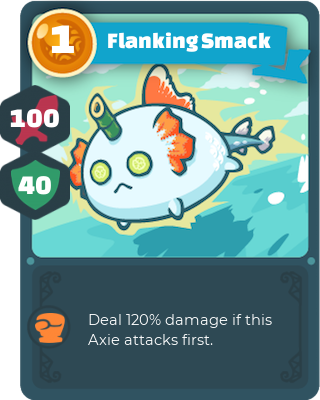 1
Flanking Smack
100
40
Deal 120% damage if this
Axie attacks first.